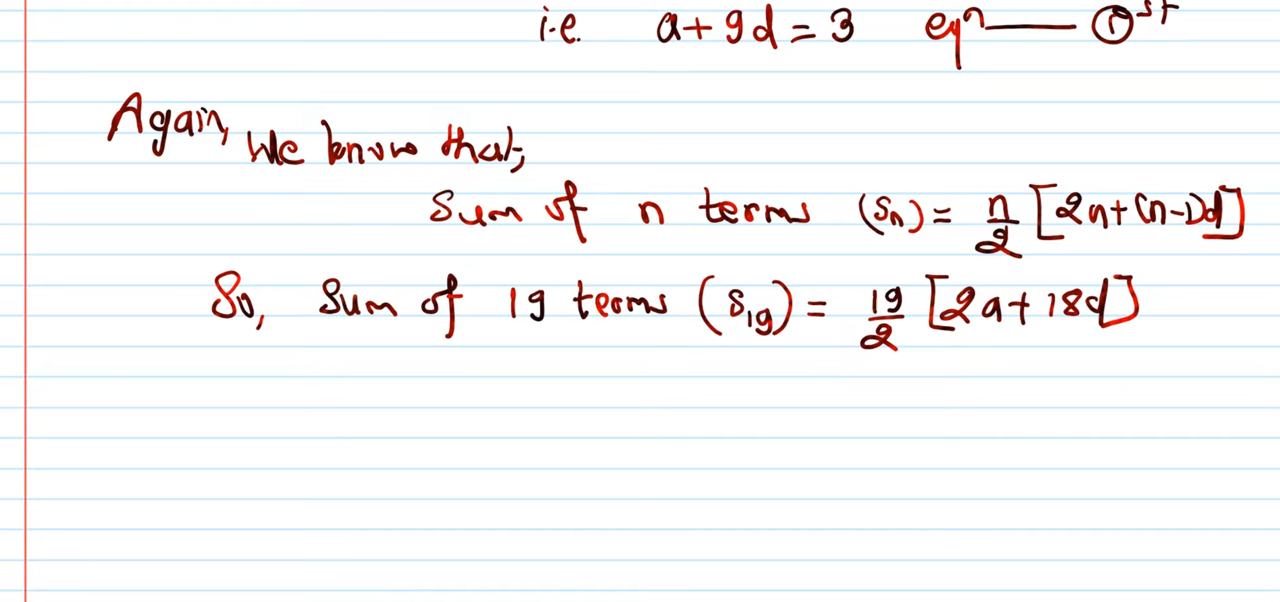 i.e. a + 9d = 3 eqⁿ —— ①ˢᵗ
Again, We know that,
Sum of n terms (Sₙ) = n/2 [2a+(n-1)d]
So, Sum of 19 terms (S₁₉) = 19/2 [2a + 18d]